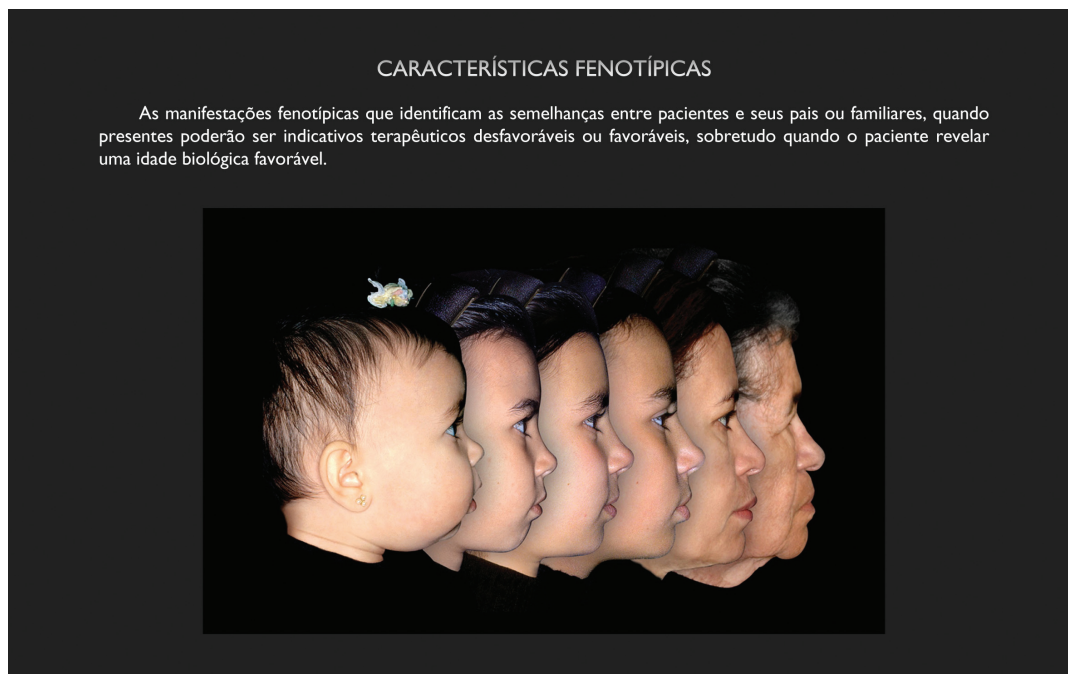 CARACTERÍSTICAS FENOTÍPICAS
As manifestações fenotípicas que identificam as semelhanças entre pacientes e seus pais ou familiares, quando
presentes poderão ser indicativos terapêuticos desfavoráveis ou favoráveis, sobretudo quando o paciente revelar
uma idade biológica favorável.